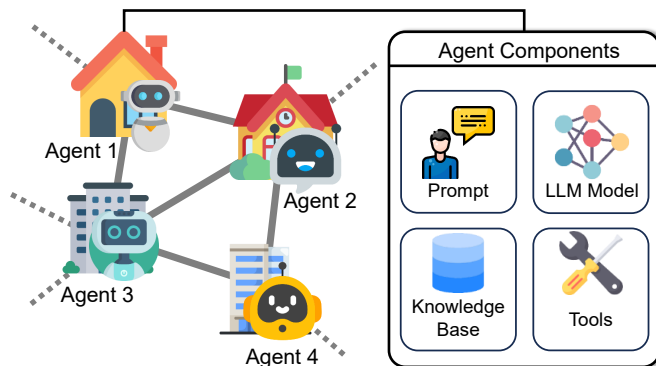 Agent Components
Agent 1
Agent 2
Agent 3
Agent 4
Prompt
LLM Model
Knowledge
Base
Tools